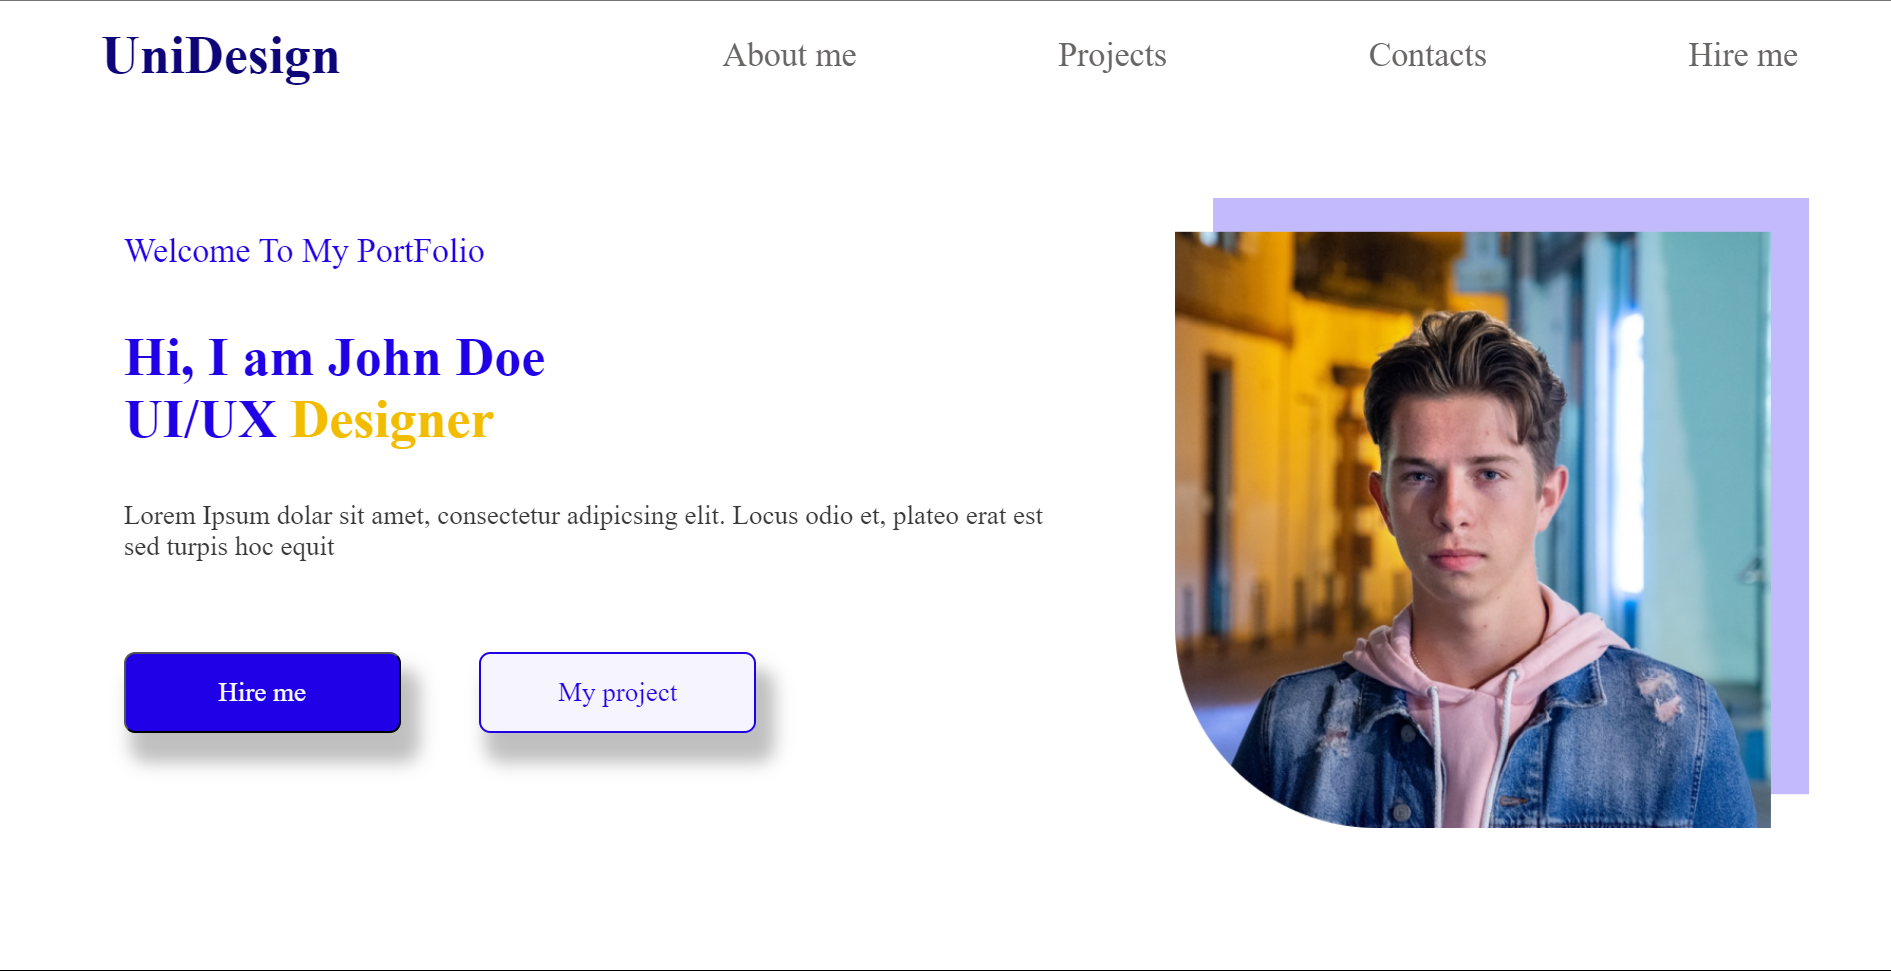 UniDesign
About me
Projects
Contacts
Hire me
Welcome To My PortFolio
Hi, I am John Doe
UI/UX Designer
Lorem Ipsum dolar sit amet, consectetur adipicsing elit. Locus odio et, plateo erat est
sed turpis hoc equit
Hire me
My project